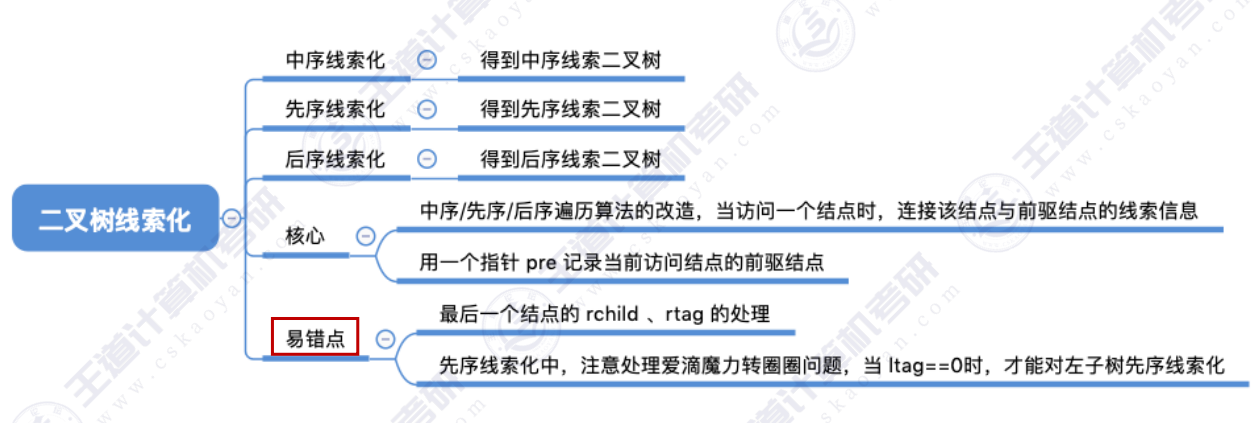 中序线索化
得到中序线索二叉树
先序线索化
得到先序线索二叉树
后序线索化
得到后序线索二叉树
二叉树线索化
核心
中序/先序/后序遍历算法的改造，当访问一个结点时，连接该结点与前驱结点的线索信息
用一个指针 pre 记录当前访问结点的前驱结点
易错点
最后一个结点的 rchild 、rtag 的处理
先序线索化中，注意处理爱滴魔力转圈圈问题，当 ltag==0时，才能对左子树先序线索化
王道计算机考研
www.cskaoyan.com